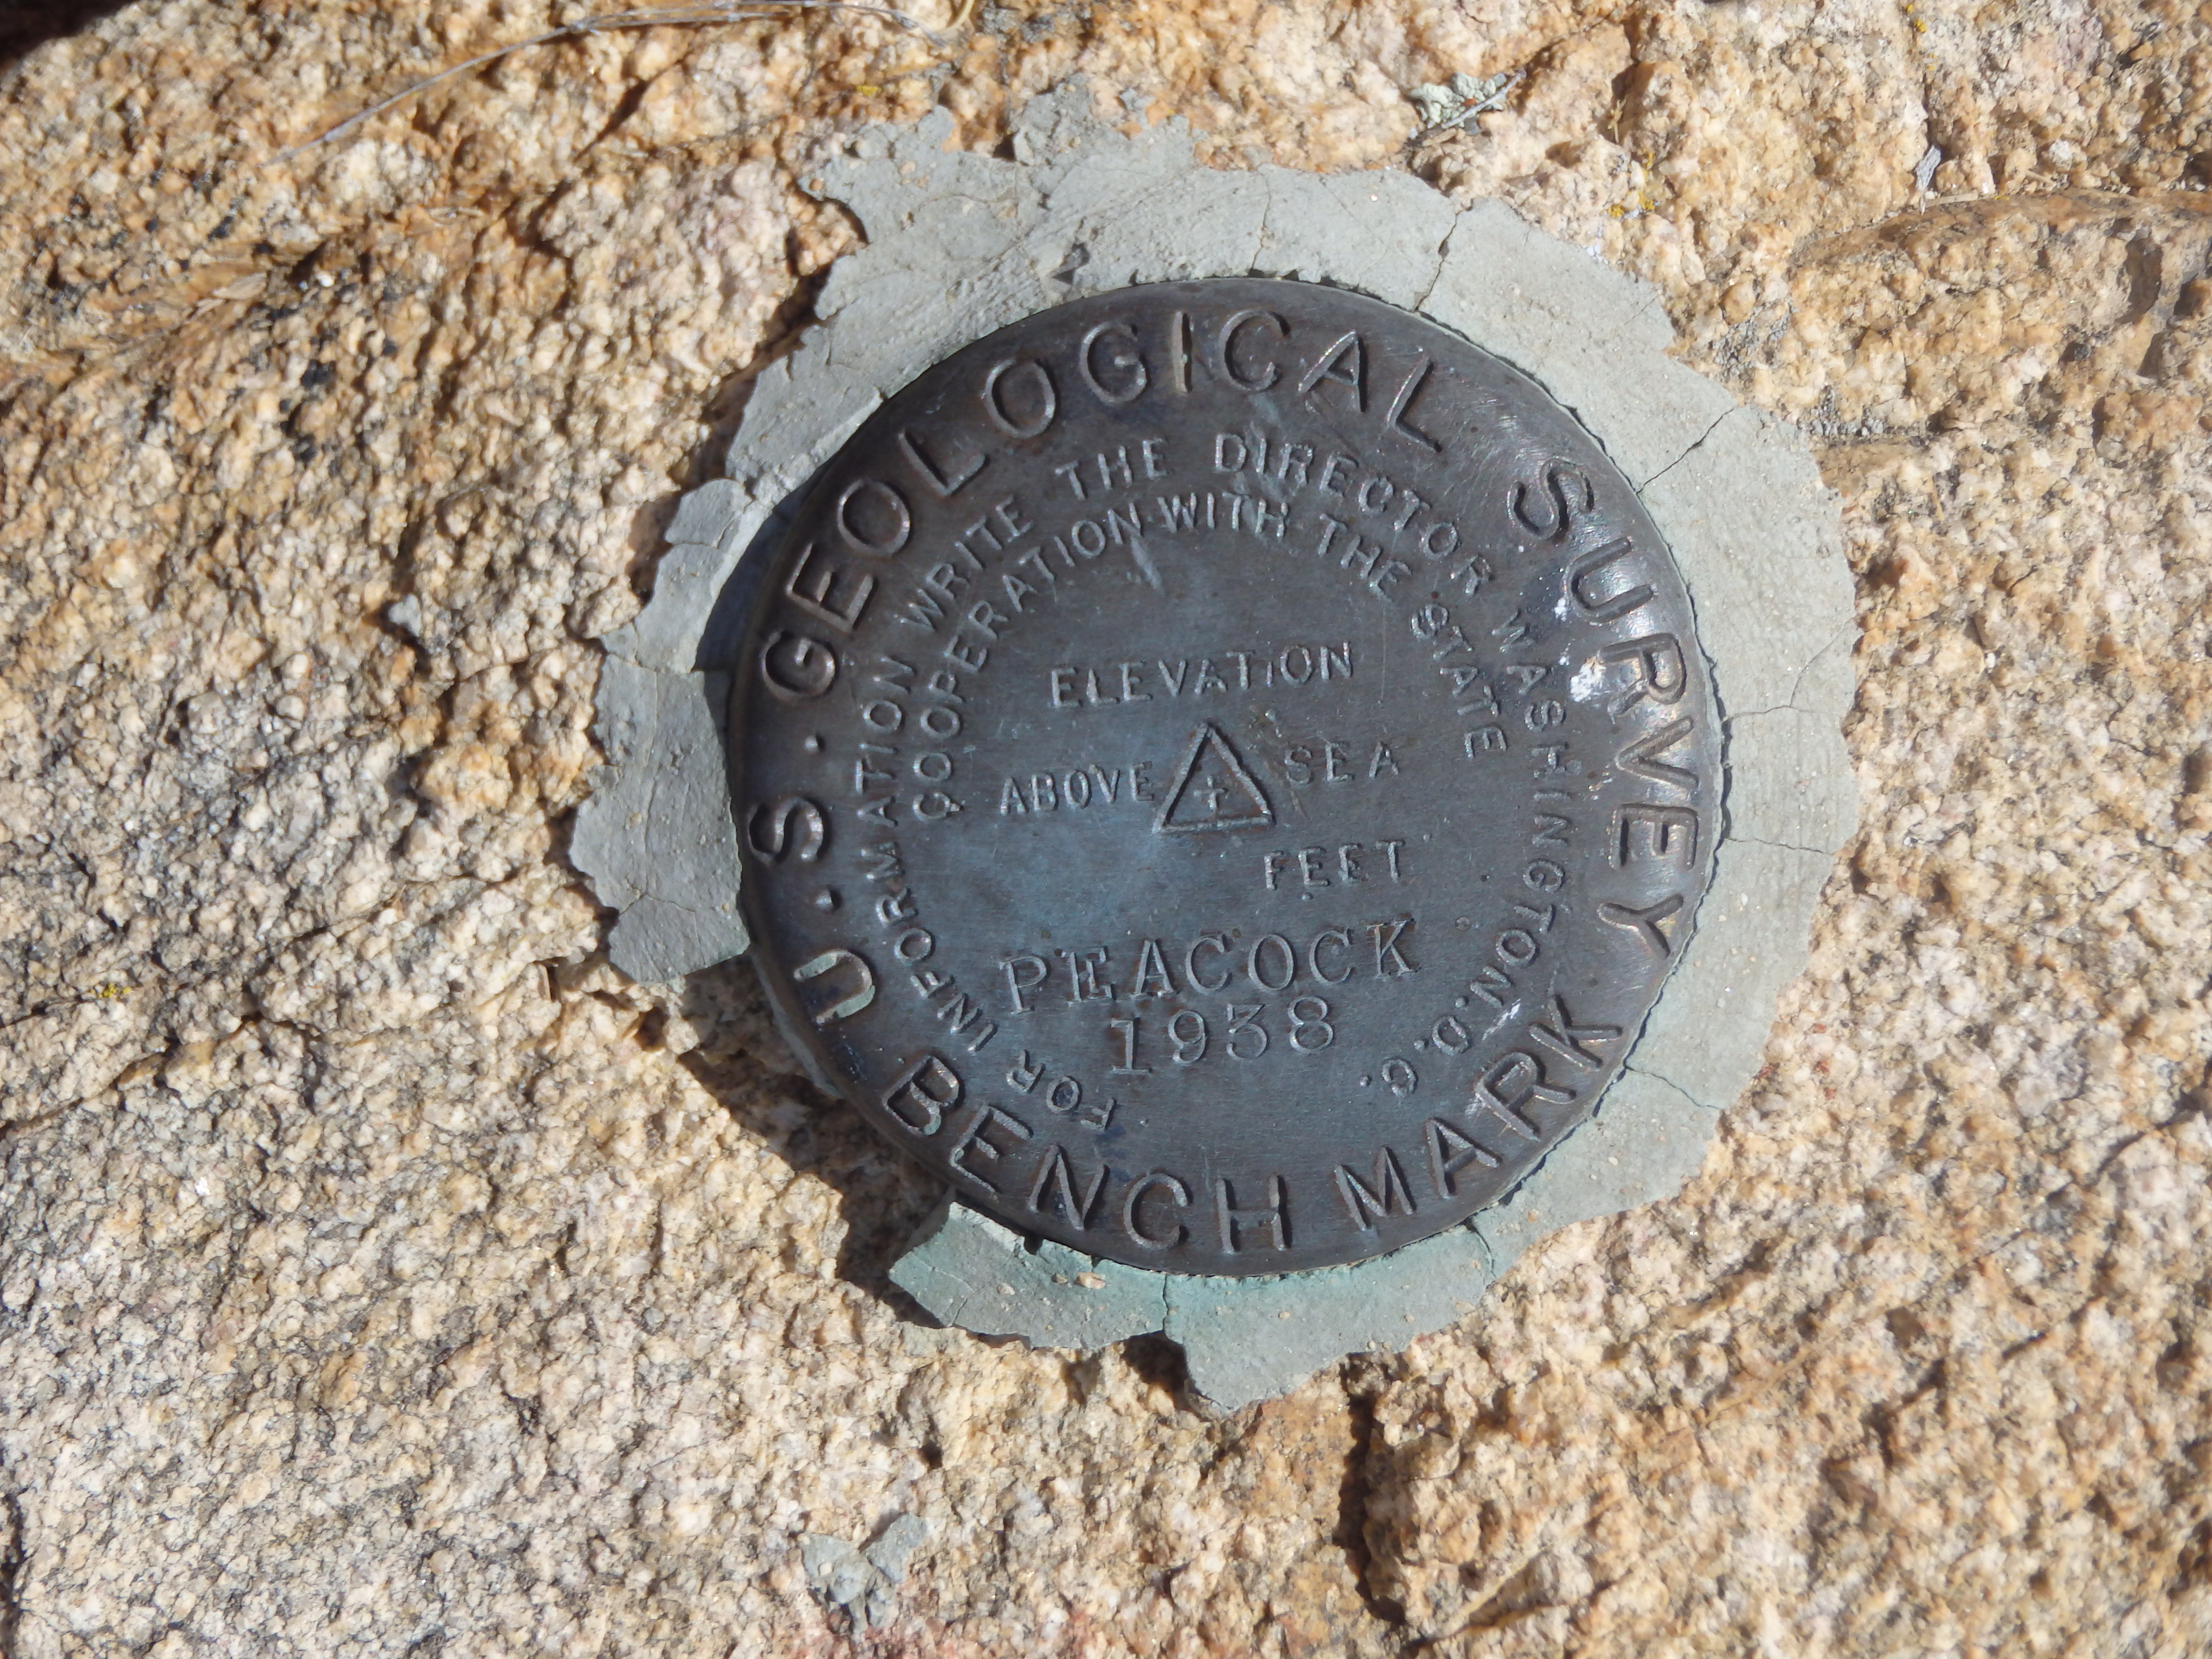 U.S. GEOLOGICAL SURVEY
BENCH MARK
FOR INFORMATION WRITE THE DIRECTOR WASHINGTON. D. C.
COOPERATION WITH THE STATE
ELEVATION
ABOVE SEA
FEET
PEACOCK
1938